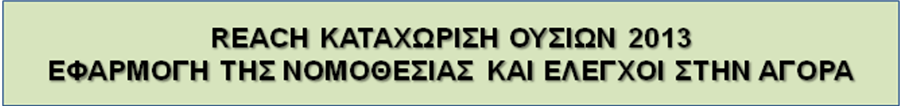 REACH ΚΑΤΑΧΩΡΙΣΗ ΟΥΣΙΩΝ 2013
ΕΦΑΡΜΟΓΗ ΤΗΣ ΝΟΜΟΘΕΣΙΑΣ ΚΑΙ ΕΛΕΓΧΟΙ ΣΤΗΝ ΑΓΟΡΑ